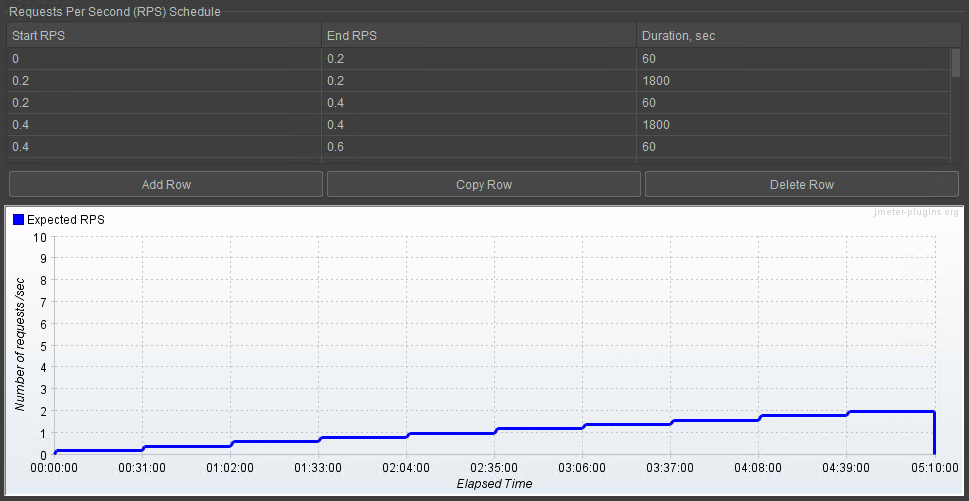 Requests Per Second (RPS) Schedule
Start RPS End RPS Duration, sec
0 0.2 60
0.2 0.2 1800
0.2 0.4 60
0.4 0.4 1800
0.4 0.6 60
Add Row Copy Row Delete Row
jmeter-plugins.org
Expected RPS
10
9
8
7
6
5
4
3
2
1
0
Number of requests /sec
00:00:00 00:31:00 01:02:00 01:33:00 02:04:00 02:35:00 03:06:00 03:37:00 04:08:00 04:39:00 05:10:00
Elapsed Time